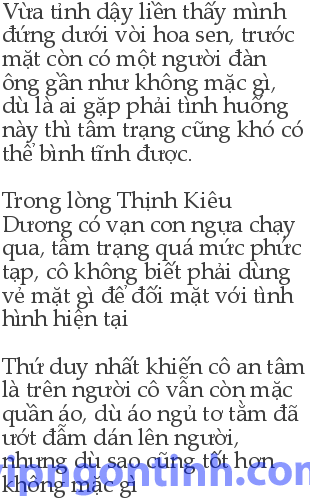 Vừa tỉnh dậy liền thấy mình
đứng dưới vòi hoa sen, trước
mặt còn có một người đàn
ông gần như không mặc gì,
dù là ai gặp phải tình huống
này thì tâm trạng cũng khó có
thể bình tĩnh được.
Trong lòng Thịnh Kiêu
Dương có vạn con ngựa chạy
qua, tâm trạng quá mức phức
tạp, cô không biết phải dùng
vẻ mặt gì để đối mặt với tình
hình hiện tại
Thứ duy nhất khiến cô an tâm
là trên người cô vẫn còn mặc
quần áo, dù áo ngủ tơ tằm đã
ướt đẫm dán lên người,
nhưng dù sao cũng tốt hơn
không mặc gì
vipngontinh.com